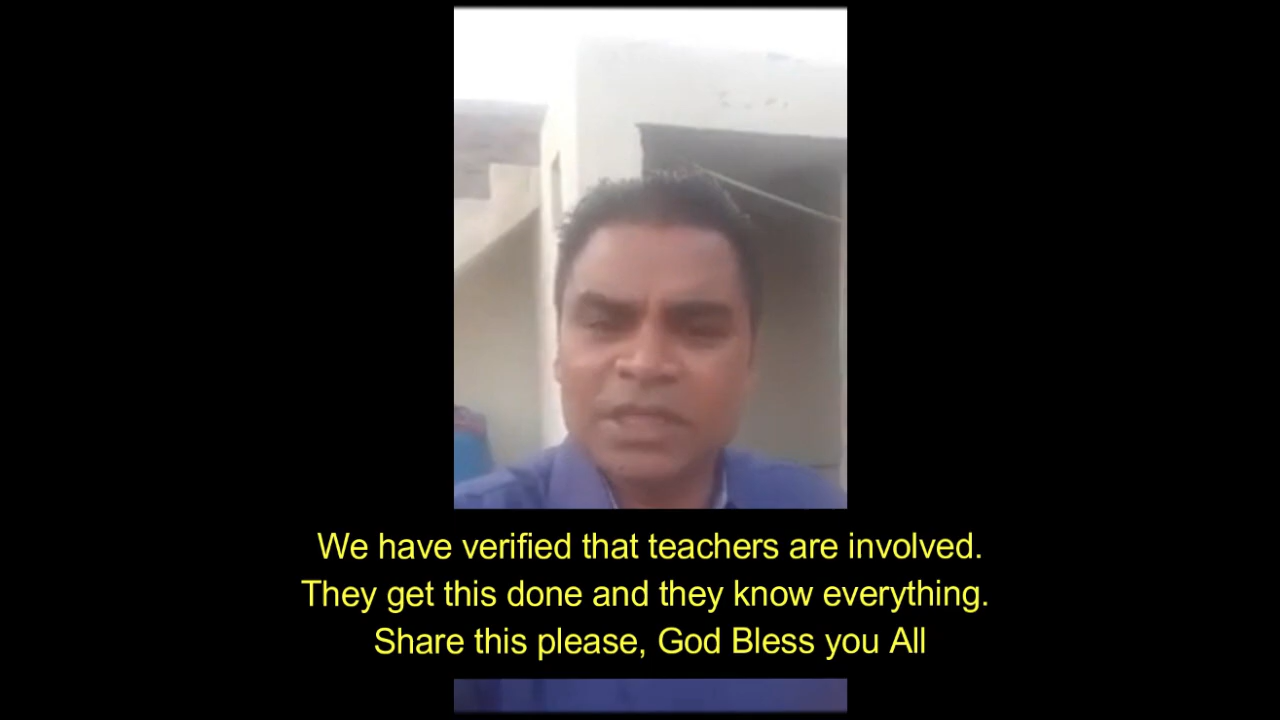 We have verified that teachers are involved.
They get this done and they know everything.
Share this please, God Bless you All